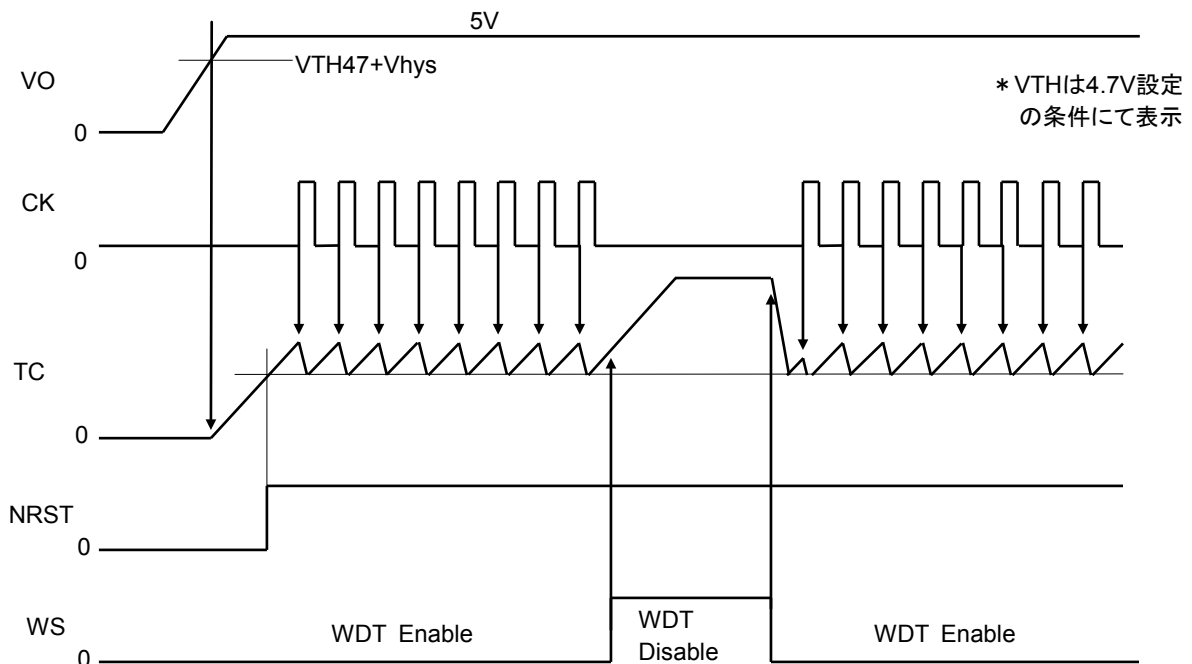 5V
VTH47+Vhys
VO
0
*VTHは4.7V設定
の条件にて表示
CK
0
TC
0
NRST
0
WS
0
WDT Enable
WDT
Disable
WDT Enable